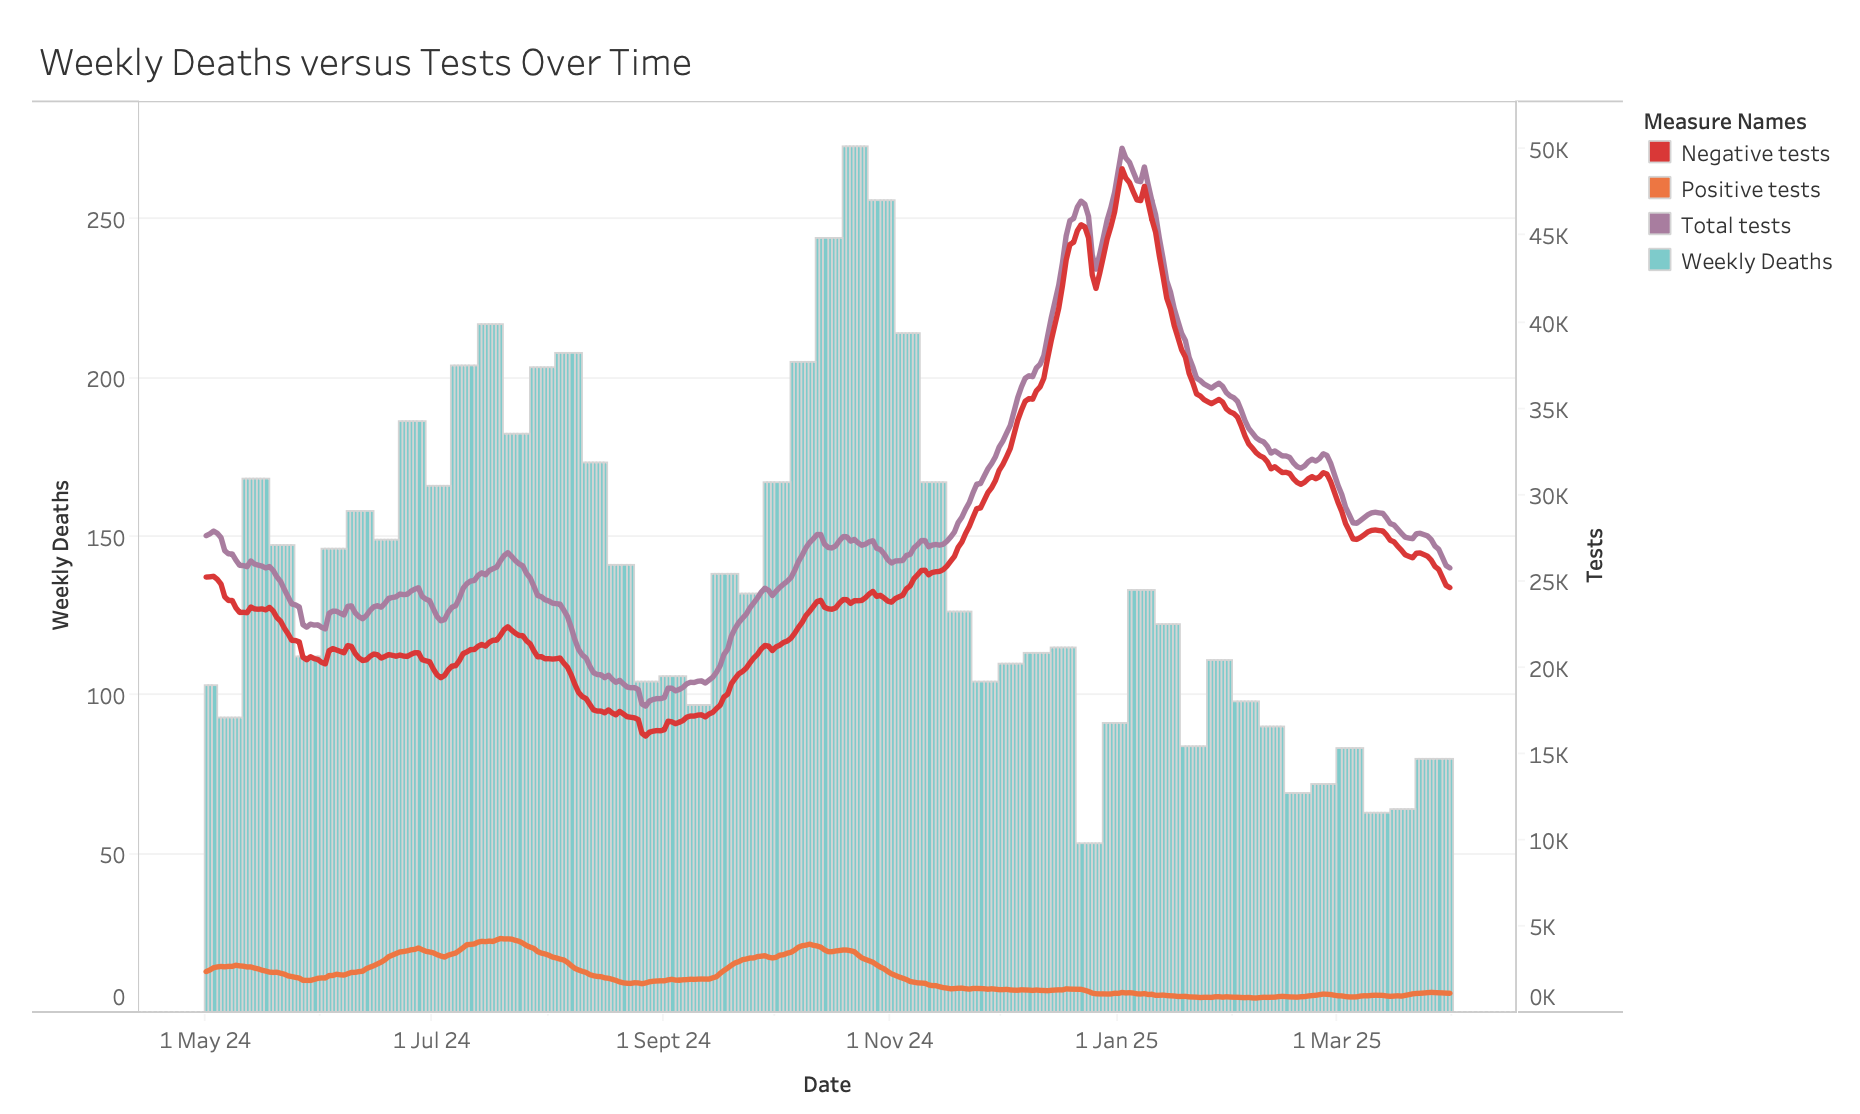 Weekly Deaths versus Tests Over Time
Measure Names
Negative tests
Positive tests
Total tests
Weekly Deaths
Weekly Deaths
250
200
150
100
50
0
50K
45K
40K
35K
30K
25K
20K
15K
10K
5K
0K
Tests
1 May 24
1 Jul 24
1 Sept 24
1 Nov 24
1 Jan 25
1 Mar 25
Date